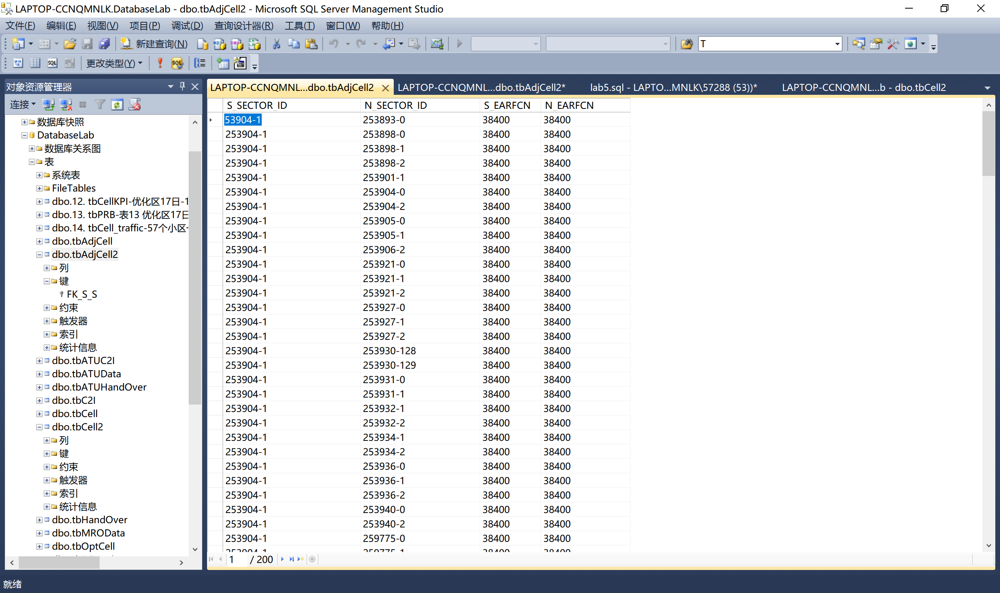 LAPTOP-CCNQMNLK.DatabaseLab - dbo.tbAdjCell2 - Microsoft SQL Server Management Studio
文件(F) 编辑(E) 视图(V) 项目(P) 调试(D) 查询设计器(R) 工具(T) 窗口(W) 帮助(H)
新建查询(N) MDX DMX XMLA T
SQL 更改类型(Y) SQL
对象资源管理器
连接
数据库快照
DatabaseLab
数据库关系图
表
系统表
FileTables
dbo.12. tbCellKPI-优化区17日-1
dbo.13. tbPRB-表13 优化区17日
dbo.14. tbCell_traffic-57个小区-
dbo.tbAdjCell
dbo.tbAdjCell2
列
键
FK_S_S
约束
触发器
索引
统计信息
dbo.tbATUC2I
dbo.tbATUData
dbo.tbATUHandOver
dbo.tbC2I
dbo.tbCell
dbo.tbCell2
列
键
约束
触发器
索引
统计信息
dbo.tbHandOver
dbo.tbMROData
dbo.tbOptCell
LAPTOP-CCNQMNL...dbo.tbAdjCell2 LAPTOP-CCNQMNL...dbo.tbAdjCell2* lab5.sql - LAPTO...MNLK\57288 (53))* LAPTOP-CCNQMNL...b - dbo.tbCell2
S_SECTOR_ID N_SECTOR_ID S_EARFCN N_EARFCN
53904-1 253893-0 38400 38400
253904-1 253898-0 38400 38400
253904-1 253898-1 38400 38400
253904-1 253898-2 38400 38400
253904-1 253901-1 38400 38400
253904-1 253904-0 38400 38400
253904-1 253904-2 38400 38400
253904-1 253905-0 38400 38400
253904-1 253905-1 38400 38400
253904-1 253906-2 38400 38400
253904-1 253921-0 38400 38400
253904-1 253921-1 38400 38400
253904-1 253921-2 38400 38400
253904-1 253927-0 38400 38400
253904-1 253927-1 38400 38400
253904-1 253927-2 38400 38400
253904-1 253930-128 38400 38400
253904-1 253930-129 38400 38400
253904-1 253931-0 38400 38400
253904-1 253931-1 38400 38400
253904-1 253932-1 38400 38400
253904-1 253932-2 38400 38400
253904-1 253934-1 38400 38400
253904-1 253934-2 38400 38400
253904-1 253936-0 38400 38400
253904-1 253936-1 38400 38400
253904-1 253936-2 38400 38400
253904-1 253940-0 38400 38400
253904-1 253940-2 38400 38400
253904-1 259775-0 38400 38400
253904-1 259775-1 38400 38400
1 / 200
就绪